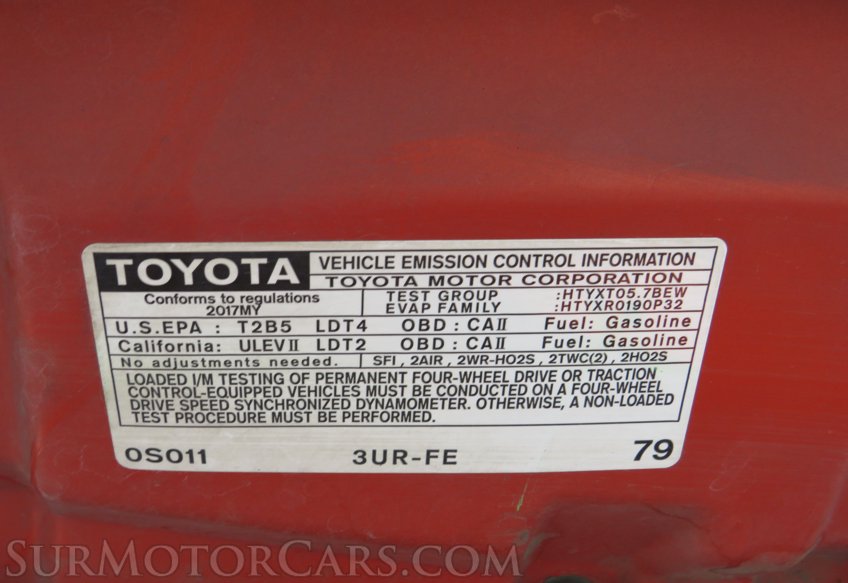 TOYOTA VEHICLE EMISSION CONTROL INFORMATION
TOYOTA MOTOR CORPORATION
Conforms to regulations
2017MY
TEST GROUP :HTYXT05.7BEW
EVAP FAMILY :HTYXR0190P32
U.S.EPA : T2B5 LDT4 OBD : CAII Fuel: Gasoline
California: ULEVII LDT2 OBD : CAII Fuel: Gasoline
No adjustments needed. SFI , 2AIR , 2WR-HO2S , 2TWC(2) , 2HO2S
LOADED I/M TESTING OF PERMANENT FOUR-WHEEL DRIVE OR TRACTION
CONTROL-EQUIPPED VEHICLES MUST BE CONDUCTED ON A FOUR-WHEEL
DRIVE SPEED SYNCHRONIZED DYNAMOMETER. OTHERWISE, A NON-LOADED
TEST PROCEDURE MUST BE PERFORMED.
0S011 3UR-FE 79
SURMOTORCARS.COM